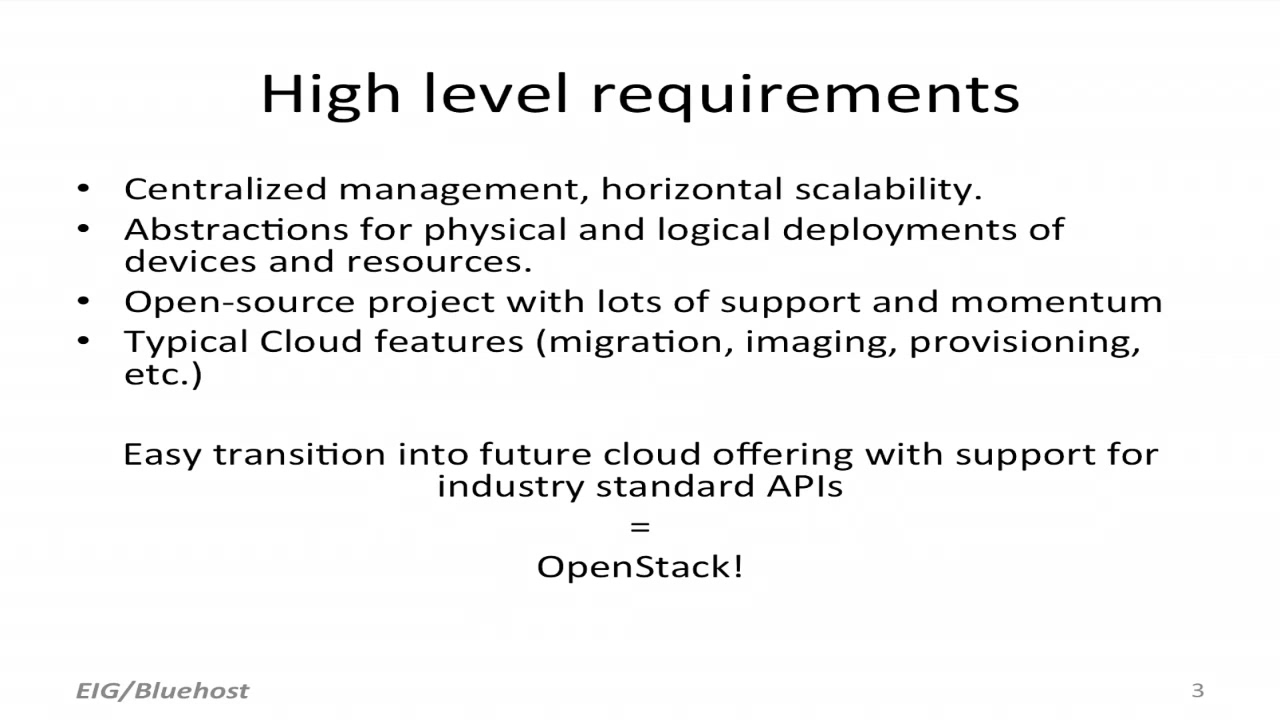 High level requirements
• Centralized management, horizontal scalability.
• Abstractions for physical and logical deployments of
devices and resources.
• Open-source project with lots of support and momentum
• Typical Cloud features (migration, imaging, provisioning,
etc.)
Easy transition into future cloud offering with support for
industry standard APIs
=
OpenStack!
EIG/Bluehost
3